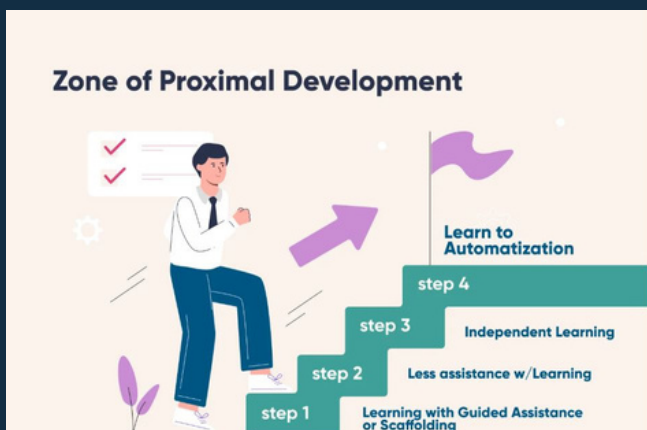 Zone of Proximal Development
Learn to
Automatization
step 4
step 3
Independent Learning
step 2
Less assistance w/Learning
step 1
Learning with Guided Assistance
or Scaffolding